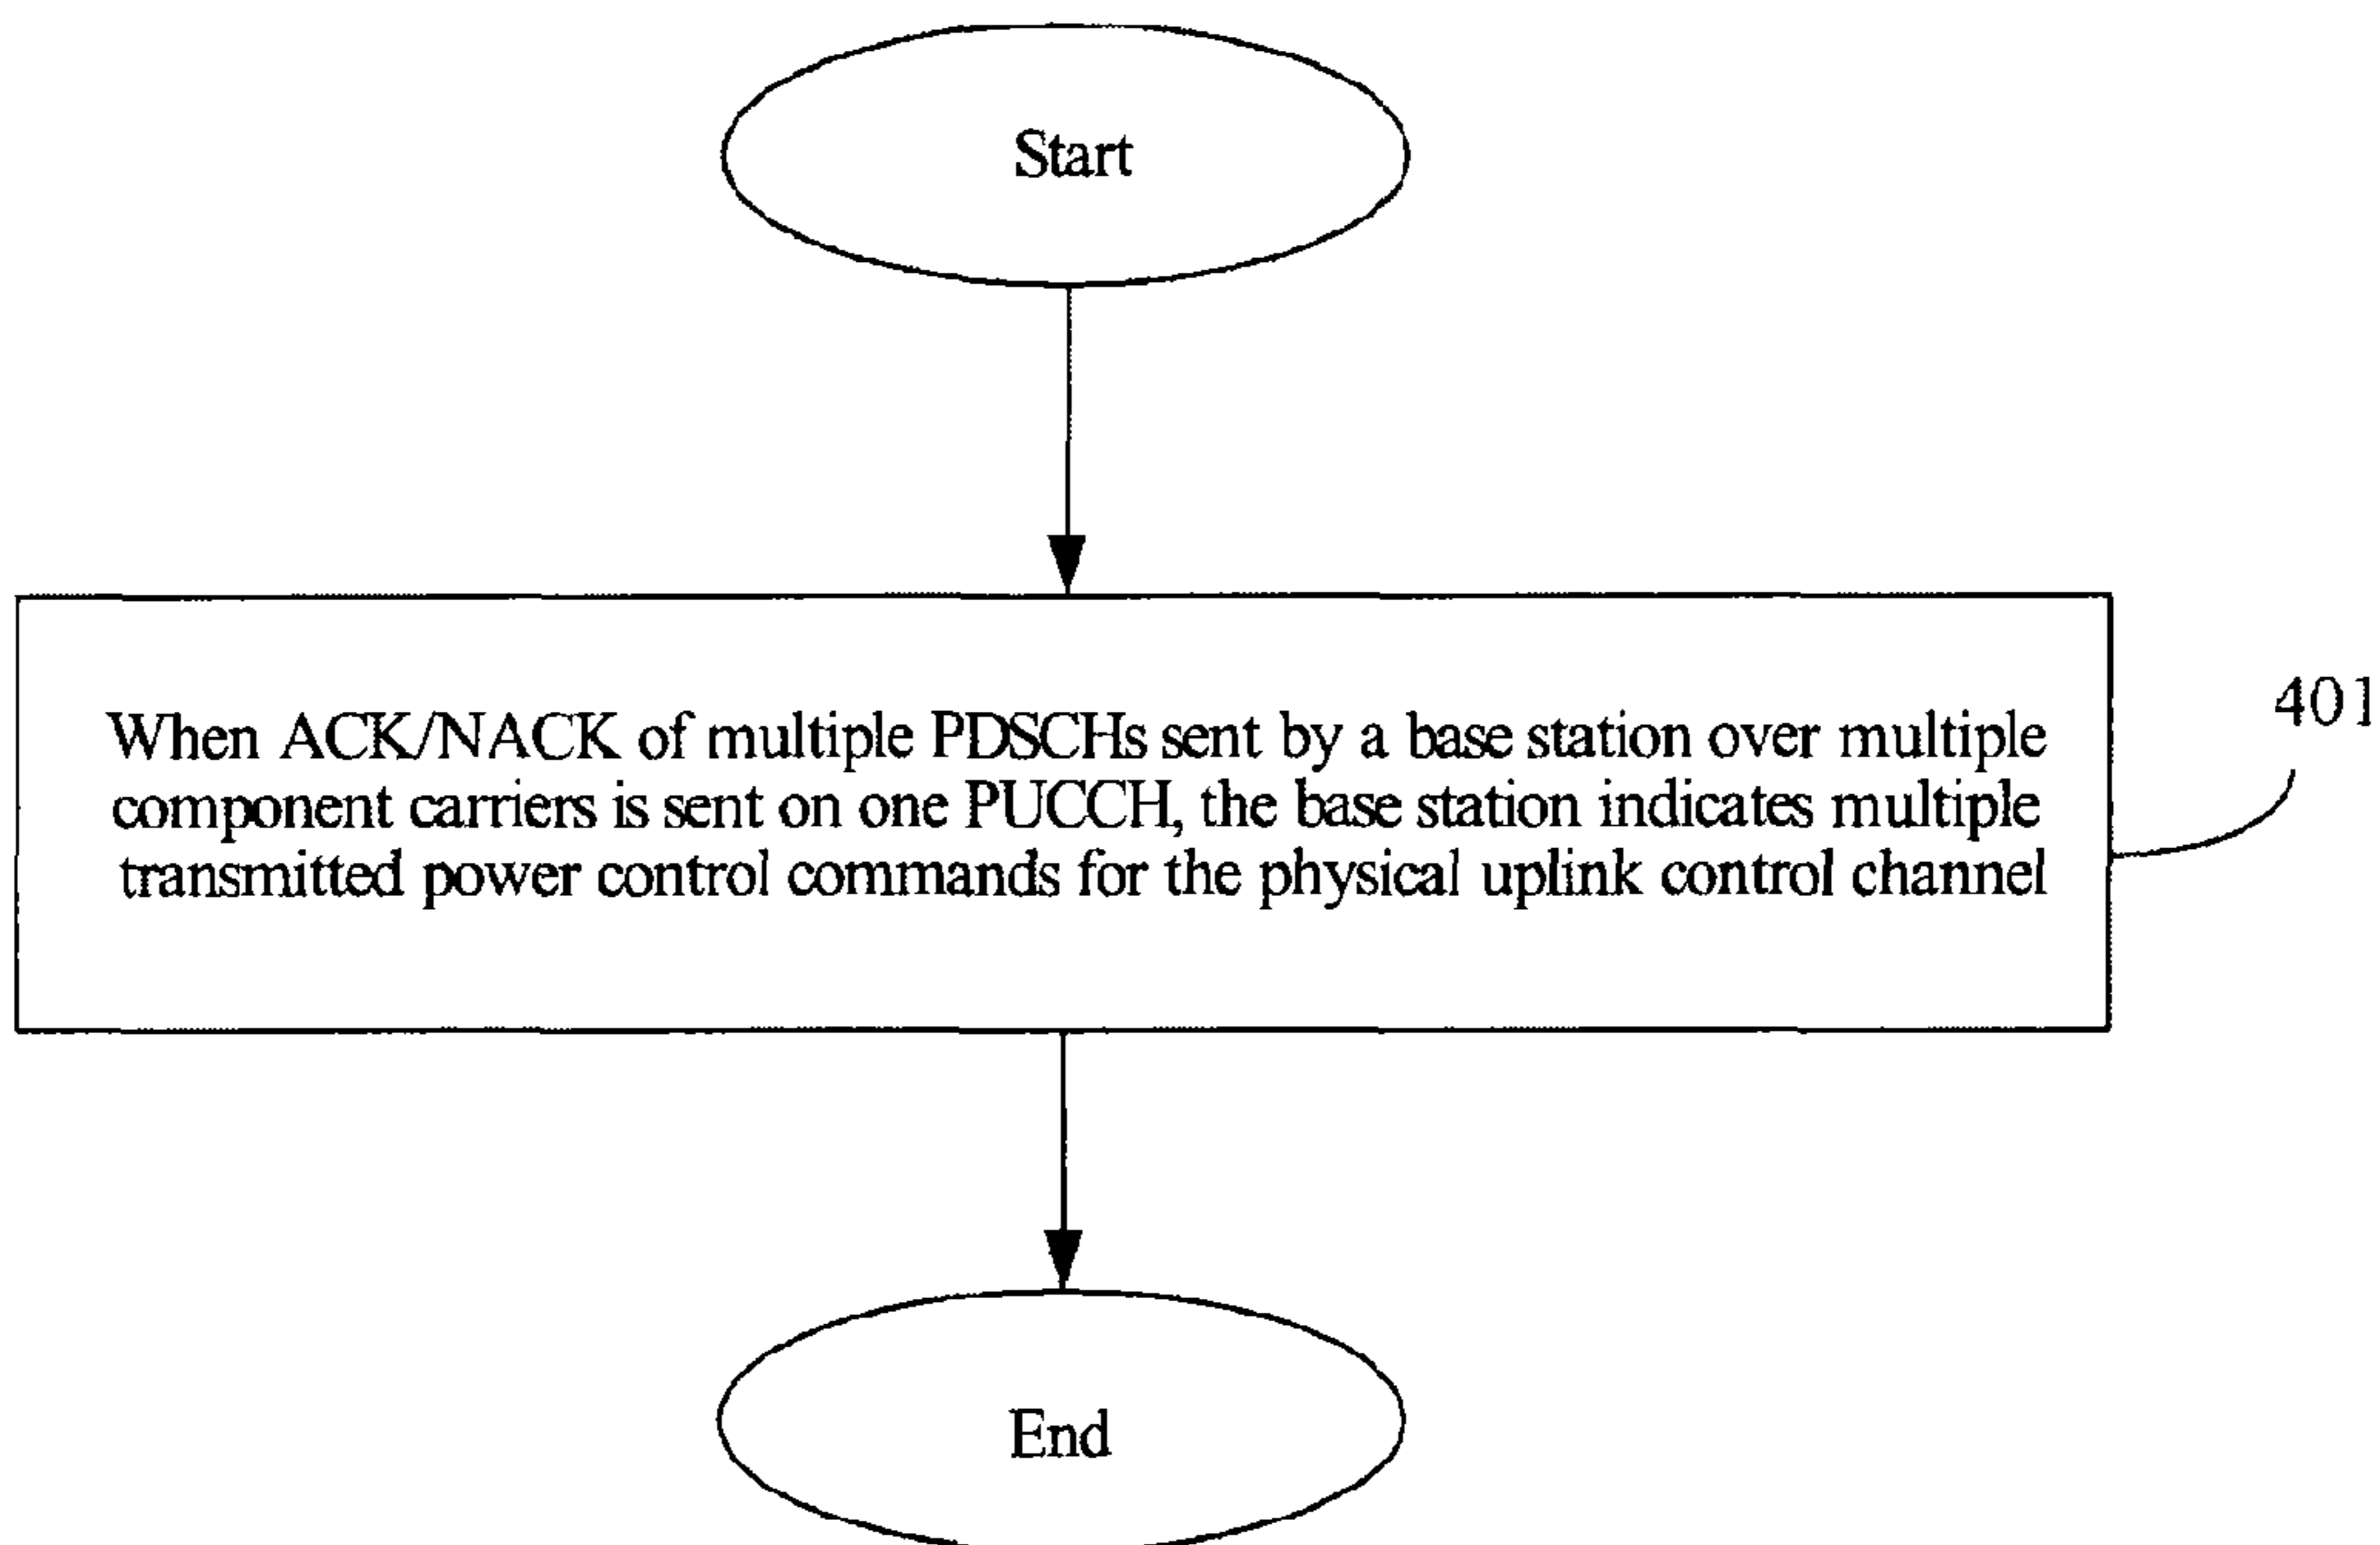 Start
When ACK/NACK of multiple PDSCHs sent by a base station over multiple
component carriers is sent on one PUCCH, the base station indicates multiple
transmitted power control commands for the physical uplink control channel
401
End